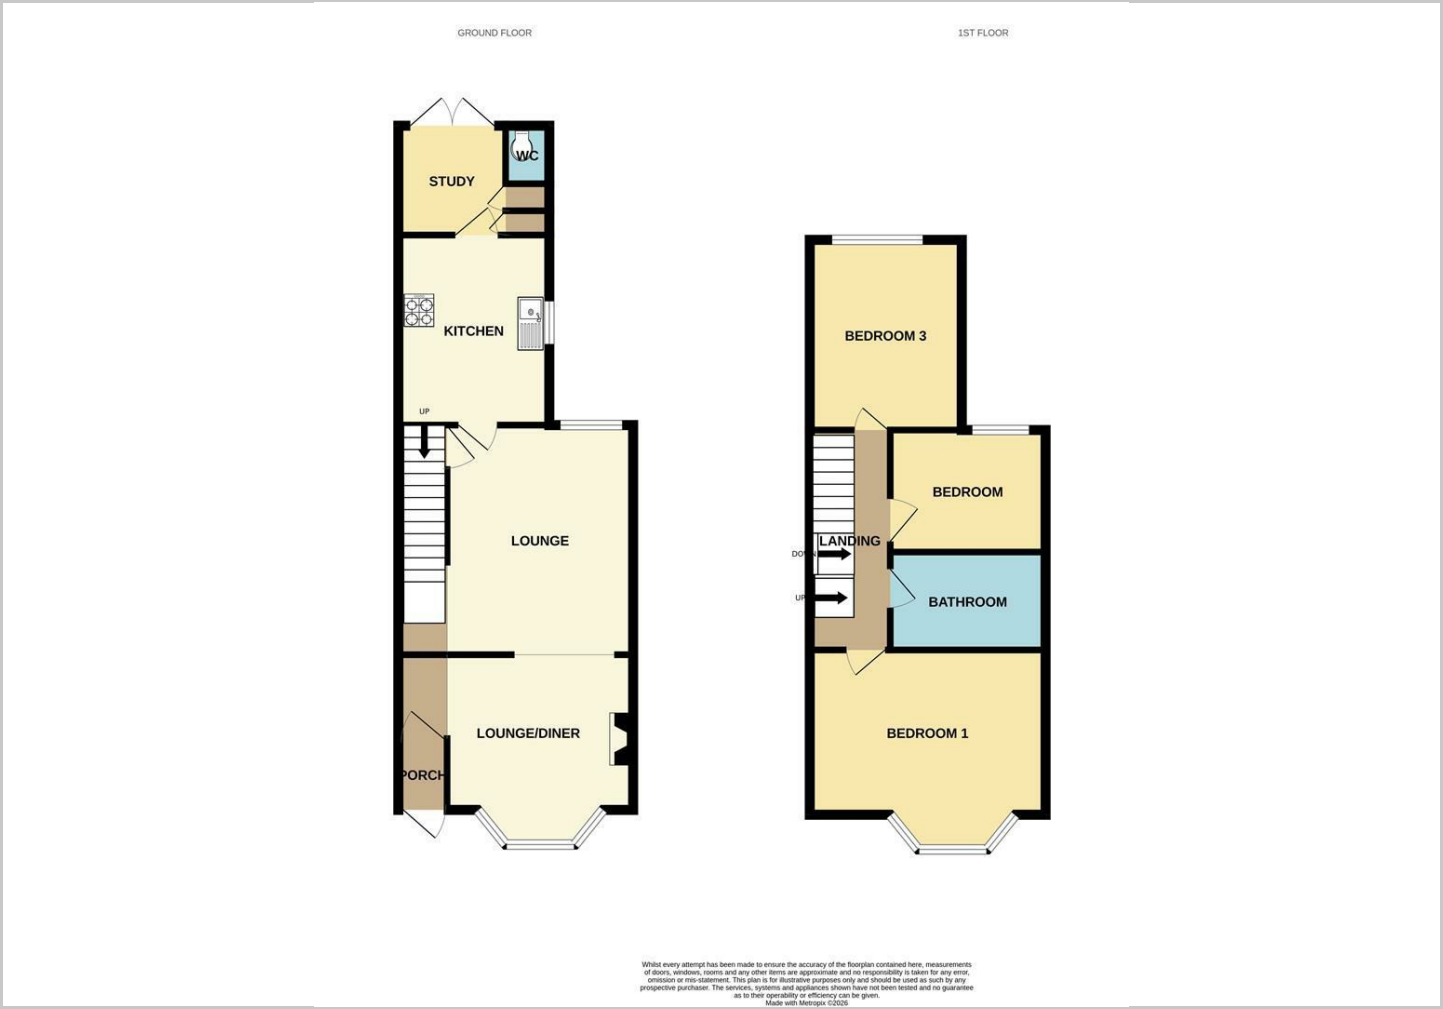 GROUND FLOOR
1ST FLOOR
WC
STUDY
KITCHEN
UP
LOUNGE
LOUNGE/DINER
PORCH
BEDROOM 3
BEDROOM
LANDING
DOWN
UP
BATHROOM
BEDROOM 1
Whilst every attempt has been made to ensure the accuracy of the floorplan contained here, measurements
of doors, windows, rooms and any other items are approximate and no responsibility is taken for any error,
omission or mis-statement. This plan is for illustrative purposes only and should be used as such by any
prospective purchaser. The services, systems and appliances shown have not been tested and no guarantee
as to their operability or efficiency can be given.
Made with Metropix ©2026